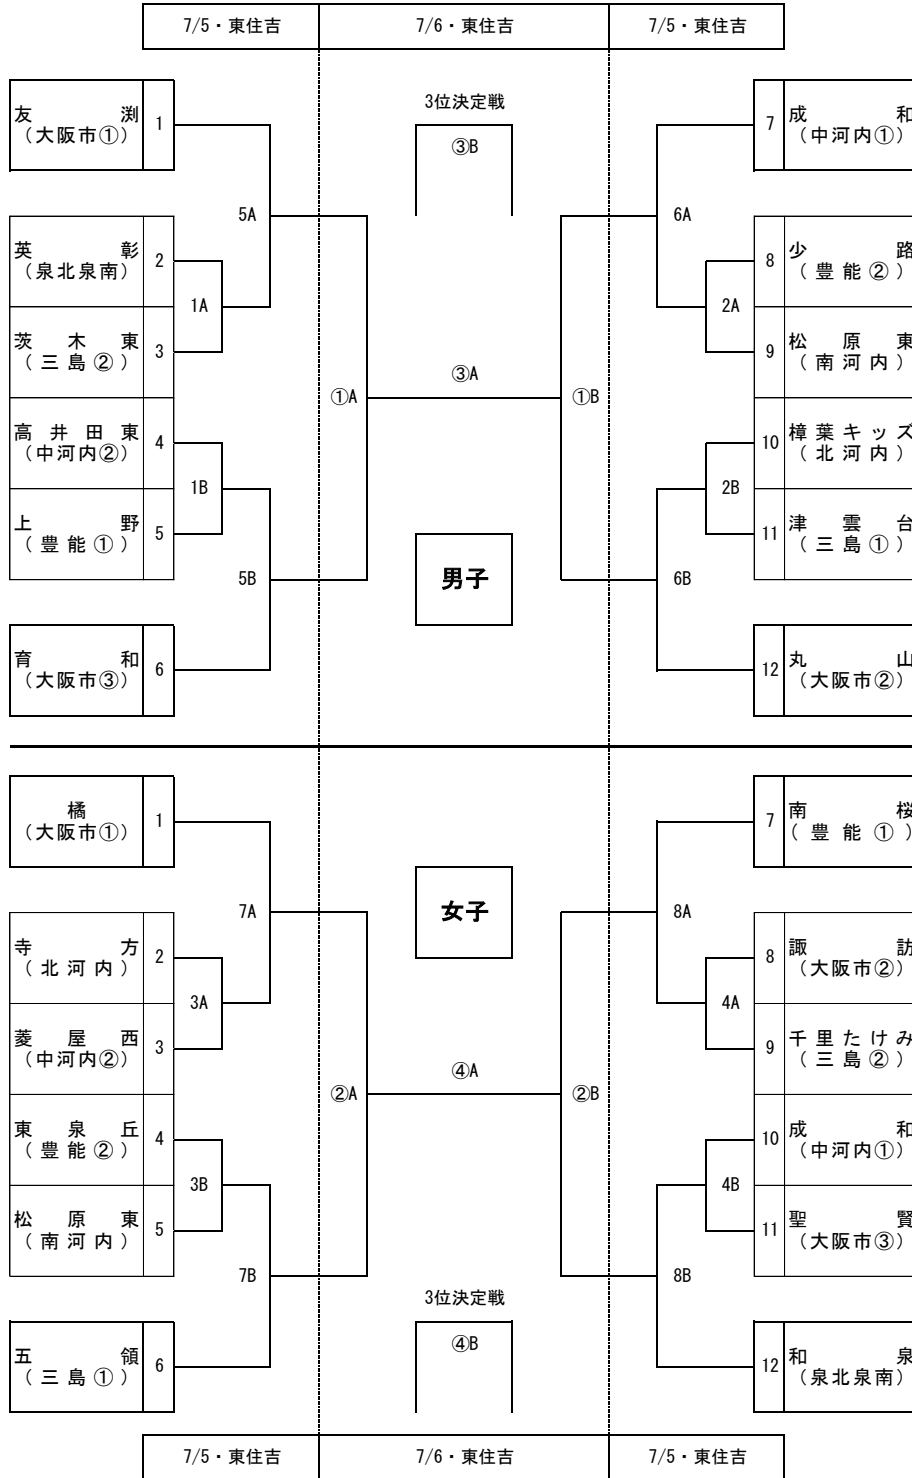 7/5・東住吉 7/6・東住吉 7/5・東住吉
3位決定戦
③B
友渕
(大阪市①)
1
7
成和
(中河内①)
5A
6A
英彰
(泉北泉南)
2
1A
茨木東
(三島②)
3
8
少路
(豊能②)
2A
9
松原東
(南河内)
①A
③A
①B
高井田東
(中河内②)
4
1B
上野
(豊能①)
5
10
樟葉キッズ
(北河内)
2B
11
津雲台
(三島①)
5B
男子
6B
育和
(大阪市③)
6
12
丸山
(大阪市②)
橘
(大阪市①)
1
7
南桜
(豊能①)
7A
女子
8A
寺方
(北河内)
2
3A
菱屋西
(中河内②)
3
8
諏訪
(大阪市②)
4A
9
千里たけみ
(三島②)
②A
④A
②B
東泉丘
(豊能②)
4
3B
松原東
(南河内)
5
10
成和
(中河内①)
4B
11
聖賢
(大阪市③)
7B
8B
3位決定戦
④B
五領
(三島①)
6
12
和泉
(泉北泉南)
7/5・東住吉 7/6・東住吉 7/5・東住吉